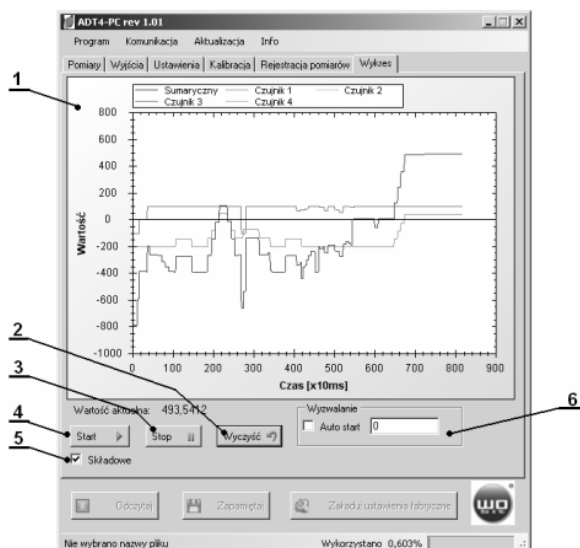 ADT4-PC rev 1.01
Program Komunikacja Aktualizacja Info
Pomiary Wyjścia Ustawienia Kalibracja Rejestracja pomiarów Wykres
1
Sumaryczny Czujnik 1 Czujnik 2
Czujnik 3 Czujnik 4
800
600
400
200
0
-200
-400
-600
-800
-1000
Wartość
0 100 200 300 400 500 600 700 800 900
Czas [x10ms]
2
3
4
5
6
Wartość aktualna: 493,5412
Wyzwalanie
Start Stop Wyczyść Auto start 0
Składowe
Odczytaj Zapamiętaj Załaduj ustawienia fabryczne
wo
bit
Nie wybrano nazwy pliku Wykorzystano 0,603%